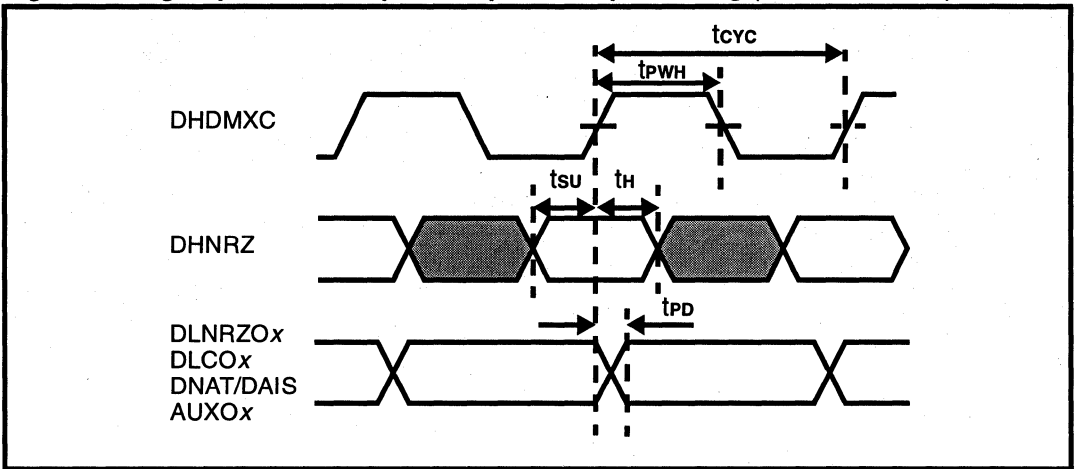 tCYC
tPWH
DHDMXC
tSU tH
DHNRZ
tPD
DLNRZOx
DLCOx
DNAT/DAIS
AUXOx